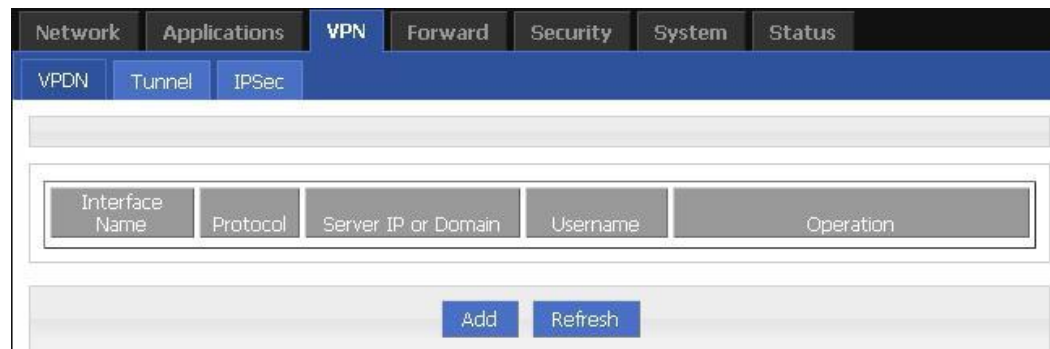 Network Applications VPN Forward Security System Status
VPDN Tunnel IPSec
Interface
Name Protocol Server IP or Domain Username Operation
Add Refresh